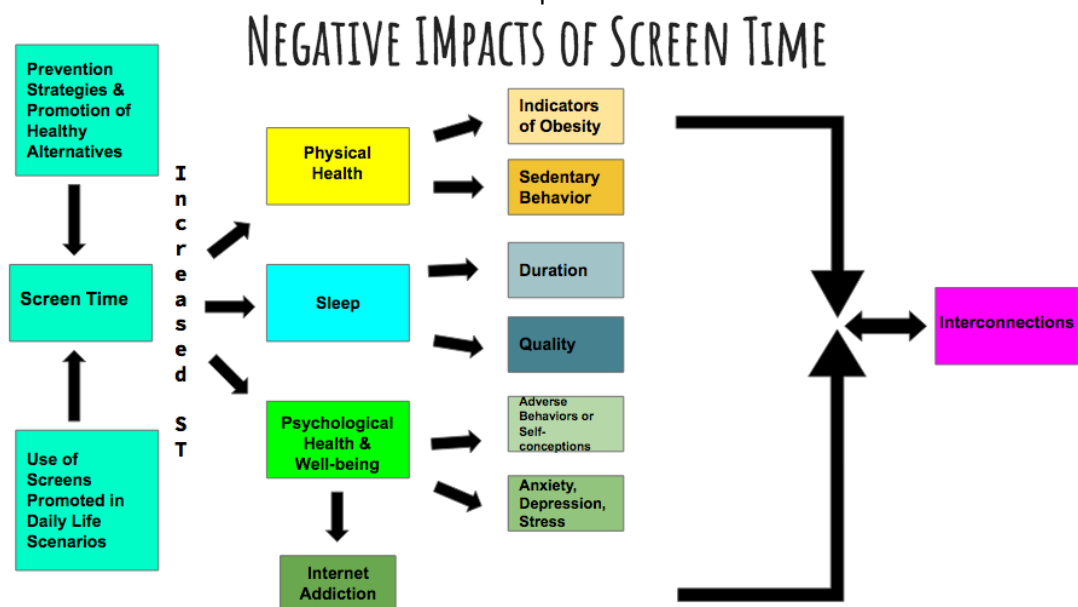 NEGATIVE IMPACTS OF SCREEN TIME
Prevention
Strategies &
Promotion of
Healthy
Alternatives
Screen Time
Use of
Screens
Promoted in
Daily Life
Scenarios
Increased ST
Physical
Health
Sleep
Psychological
Health &
Well-being
Internet
Addiction
Indicators
of Obesity
Sedentary
Behavior
Duration
Quality
Adverse
Behaviors or
Self-
conceptions
Anxiety,
Depression,
Stress
Interconnections